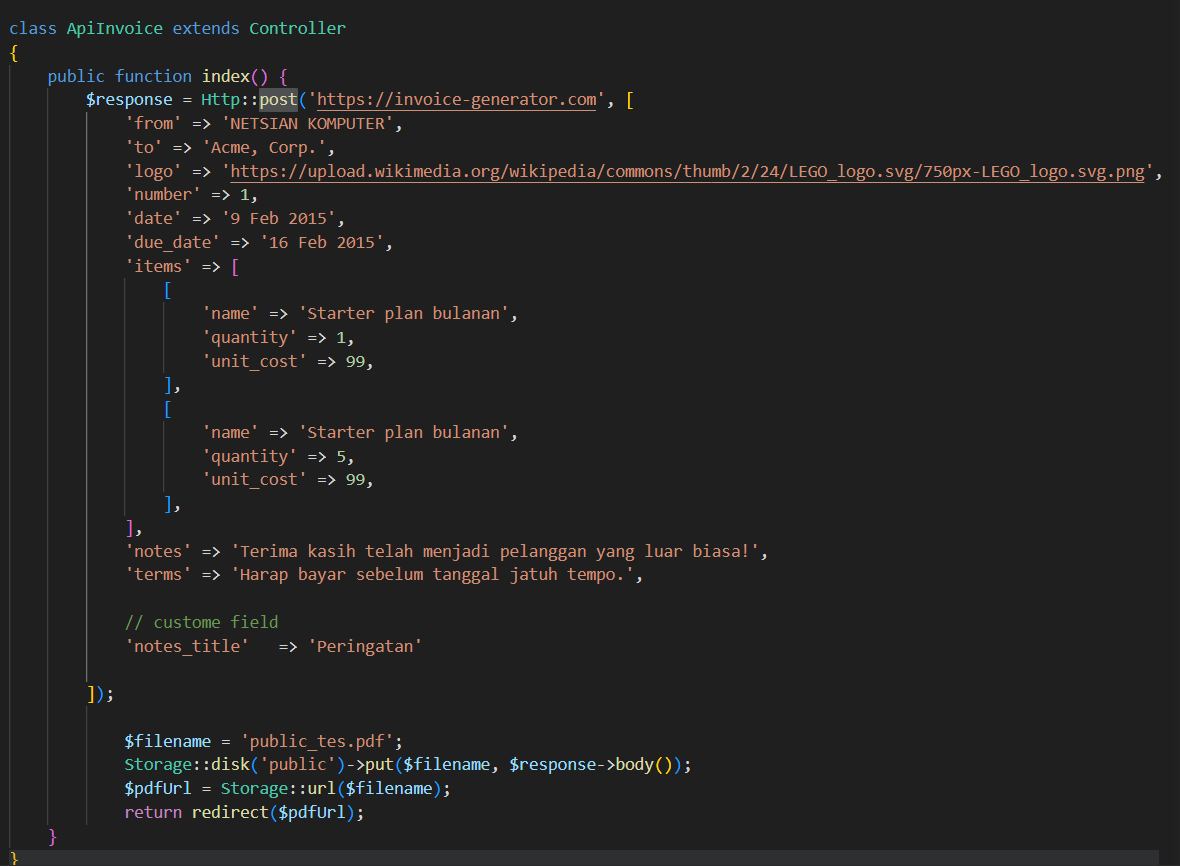 class ApiInvoice extends Controller
{
    public function index() {
        $response = Http::post('https://invoice-generator.com', [
            'from' => 'NETSIAN KOMPUTER',
            'to' => 'Acme, Corp.',
            'logo' => 'https://upload.wikimedia.org/wikipedia/commons/thumb/2/24/LEGO_logo.svg/750px-LEGO_logo.svg.png',
            'number' => 1,
            'date' => '9 Feb 2015',
            'due_date' => '16 Feb 2015',
            'items' => [
                [
                    'name' => 'Starter plan bulanan',
                    'quantity' => 1,
                    'unit_cost' => 99,
                ],
                [
                    'name' => 'Starter plan bulanan',
                    'quantity' => 5,
                    'unit_cost' => 99,
                ],
            ],
            'notes' => 'Terima kasih telah menjadi pelanggan yang luar biasa!',
            'terms' => 'Harap bayar sebelum tanggal jatuh tempo.',

            // custome field
            'notes_title'   => 'Peringatan'

        ]);

            $filename = 'public_tes.pdf';
            Storage::disk('public')->put($filename, $response->body());
            $pdfUrl = Storage::url($filename);
            return redirect($pdfUrl);
    }
}